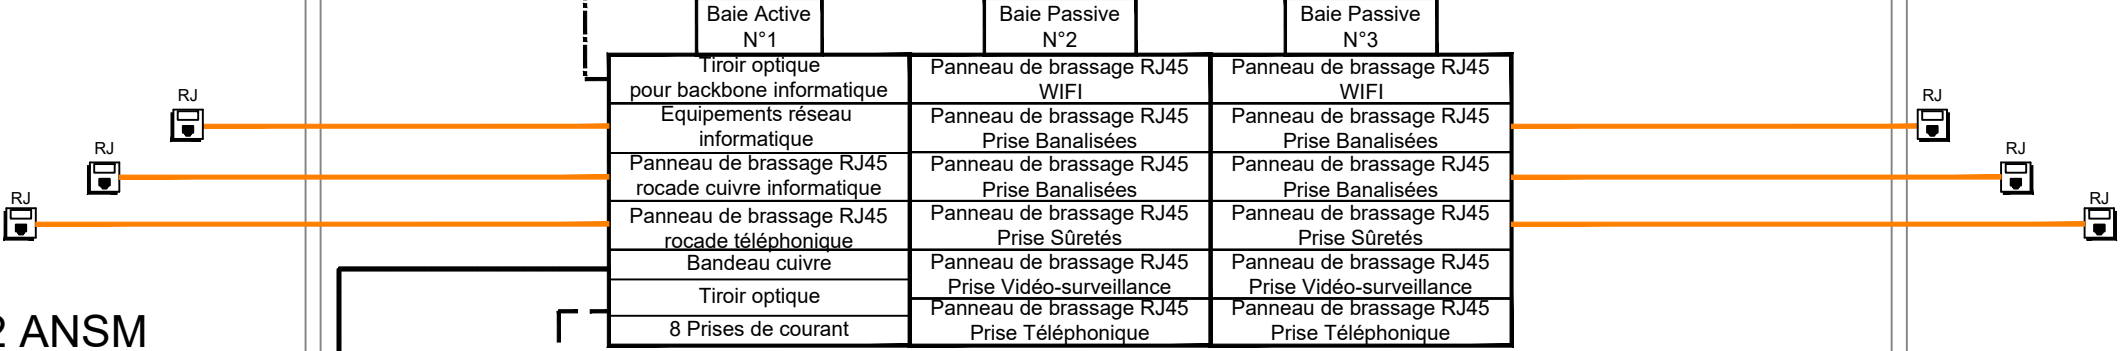 Baie Active
N°1
Baie Passive
N°2
Baie Passive
N°3
Tiroir optique
pour backbone informatique
Equipements réseau
informatique
Panneau de brassage RJ45
rocade cuivre informatique
Panneau de brassage RJ45
rocade téléphonique
Bandeau cuivre
Tiroir optique
8 Prises de courant
Panneau de brassage RJ45
WIFI
Panneau de brassage RJ45
Prise Banalisées
Panneau de brassage RJ45
Prise Banalisées
Panneau de brassage RJ45
Prise Sûretés
Panneau de brassage RJ45
Prise Vidéo-surveillance
Panneau de brassage RJ45
Prise Téléphonique
Panneau de brassage RJ45
WIFI
Panneau de brassage RJ45
Prise Banalisées
Panneau de brassage RJ45
Prise Banalisées
Panneau de brassage RJ45
Prise Sûretés
Panneau de brassage RJ45
Prise Vidéo-surveillance
Panneau de brassage RJ45
Prise Téléphonique
RJ
RJ
RJ
RJ
RJ
RJ
2 ANSM